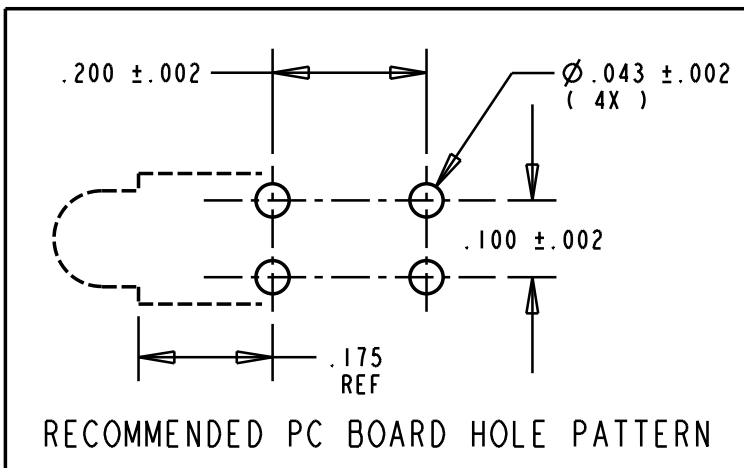 .200 ±.002
Ø .043 ±.002
( 4X )
.100 ±.002
.175
REF
RECOMMENDED PC BOARD HOLE PATTERN